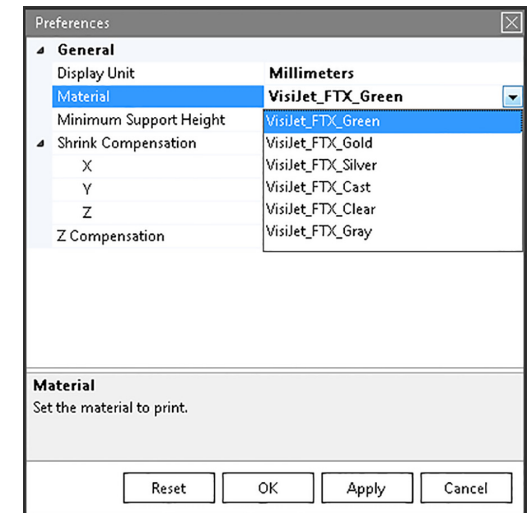 Preferences
General
Display Unit Millimeters
Material VisiJet_FTX_Green
Minimum Support Height VisiJet_FTX_Green
Shrink Compensation VisiJet_FTX_Gold
X VisiJet_FTX_Silver
Y VisiJet_FTX_Cast
Z VisiJet_FTX_Clear
Z Compensation VisiJet_FTX_Gray
Material
Set the material to print.
Reset OK Apply Cancel